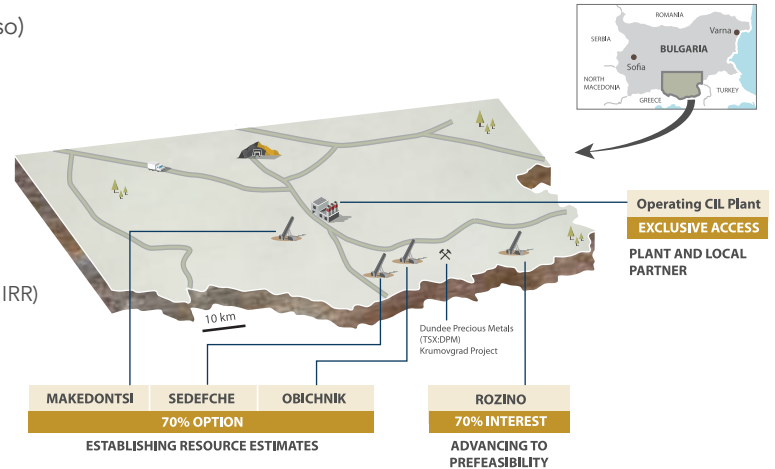 so)
IRR)
ROMANIA
SERBIA
Varna
BULGARIA
Sofia
NORTH
MACEDONIA
TURKEY
GREECE
Operating CIL Plant
EXCLUSIVE ACCESS
PLANT AND LOCAL
PARTNER
10 km
Dundee Precious Metals
(TSX:DPM)
Krumovgrad Project
MAKEDONTSI
SEDEFCHE
OBICHNIK
70% OPTION
ESTABLISHING RESOURCE ESTIMATES
ROZINO
70% INTEREST
ADVANCING TO
PREFEASIBILITY